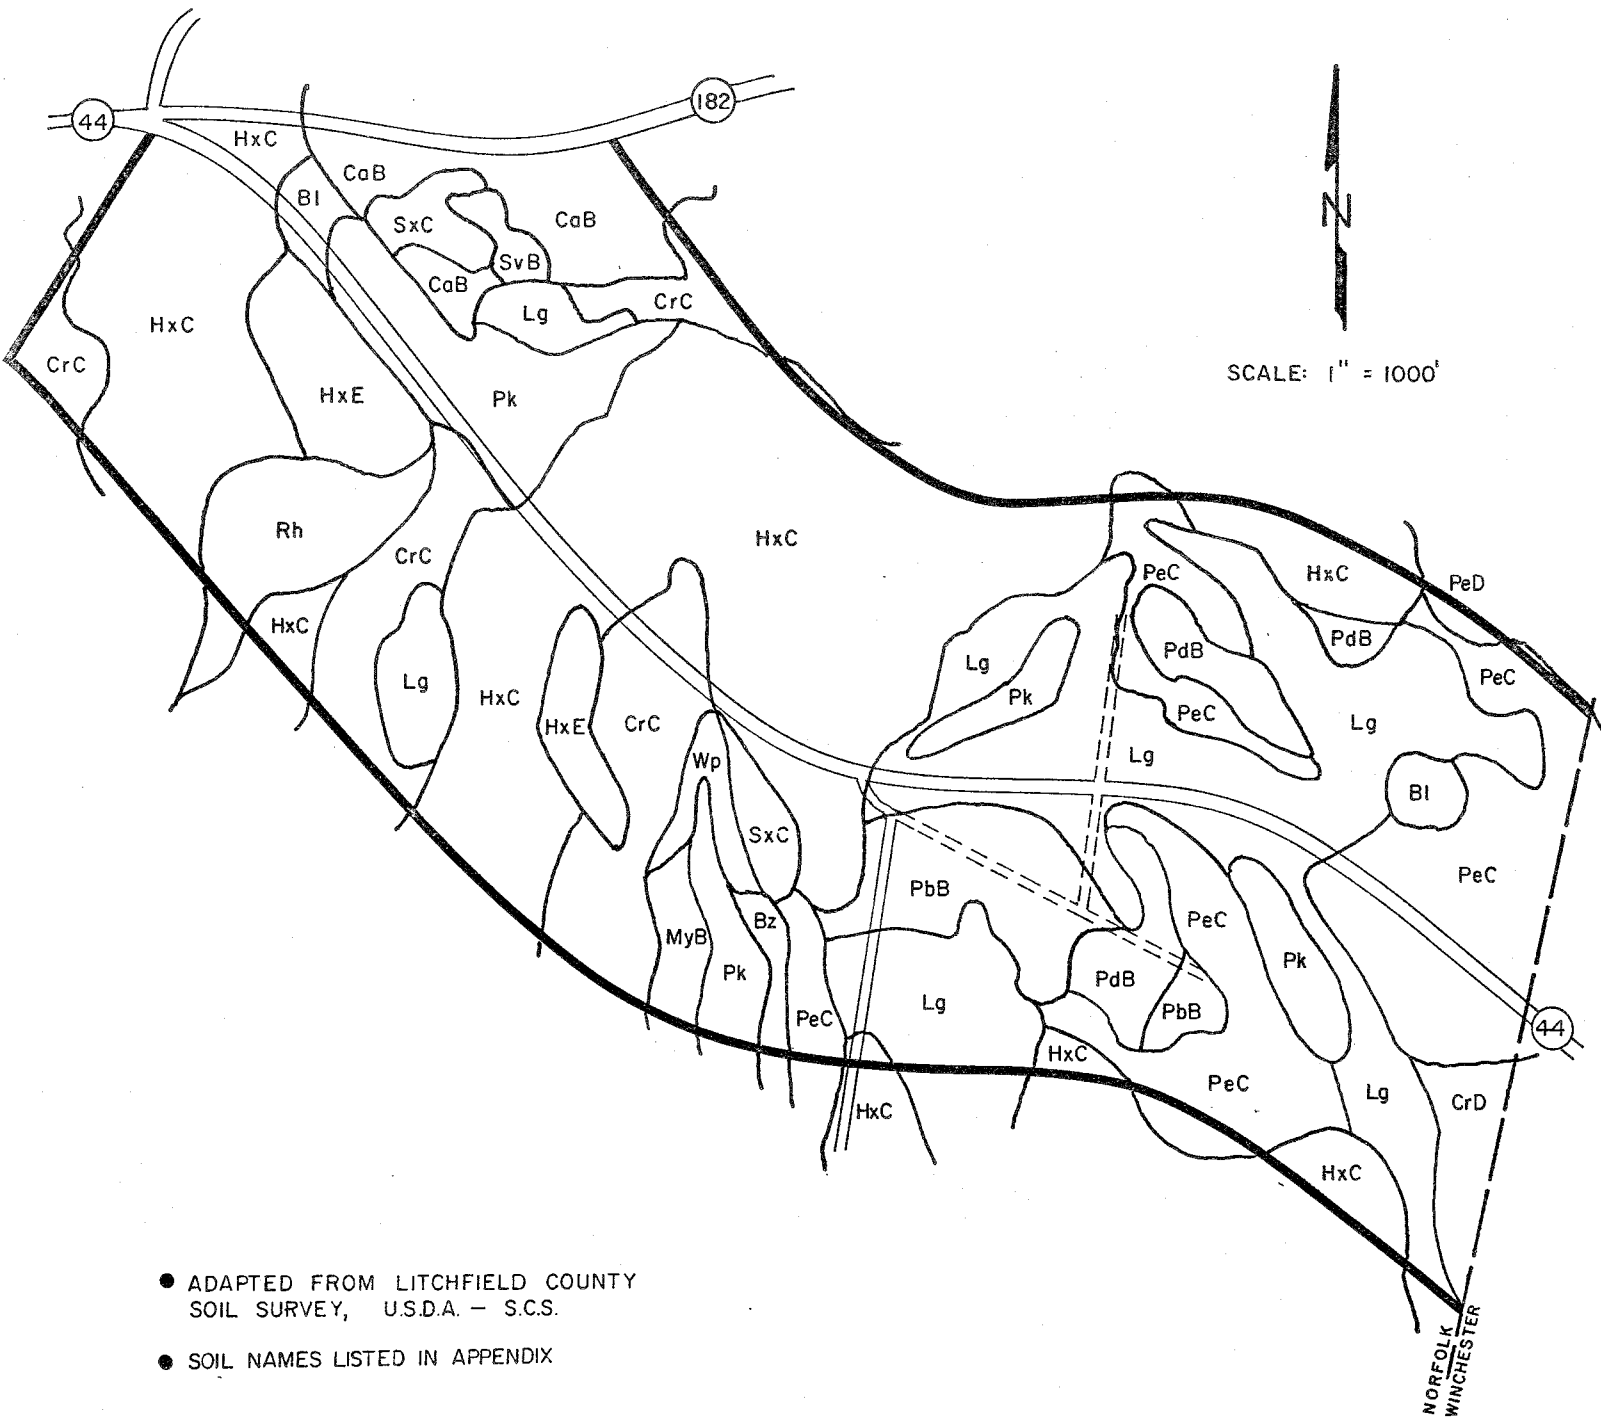 182
44
HxC
CaB
Bl
SxC
CaB
SvB
CaB
CrC
Lg
HxC
CrC
HxE
Pk
N
SCALE: 1" = 1000'
Rh
CrC
HxC
HxC
PeC
HxC
PeD
HxC
Lg
HxC
HxE
CrC
Lg
Pk
PdB
PdB
PeC
PeC
Lg
Lg
Wp
SxC
Bl
PbB
PeC
PeC
MyB
Bz
Pk
PeC
Lg
PdB
PbB
Pk
44
HxC
HxC
PeC
Lg
CrD
HxC
● ADAPTED FROM LITCHFIELD COUNTY
SOIL SURVEY, U.S.D.A. — S.C.S.
● SOIL NAMES LISTED IN APPENDIX
NORFOLK
WINCHESTER